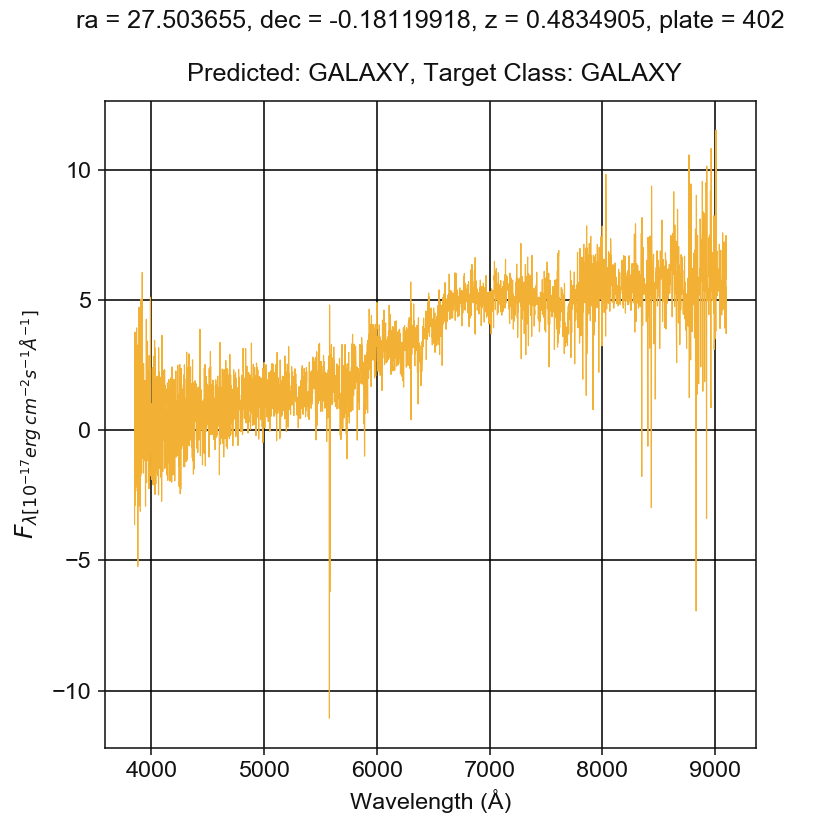 ra = 27.503655, dec = -0.18119918, z = 0.4834905, plate = 402
Predicted: GALAXY, Target Class: GALAXY
10
5
0
−5
−10
F_λ[10^−17 erg cm^−2 s^−1 Å^−1]
4000 5000 6000 7000 8000 9000
Wavelength (Å)